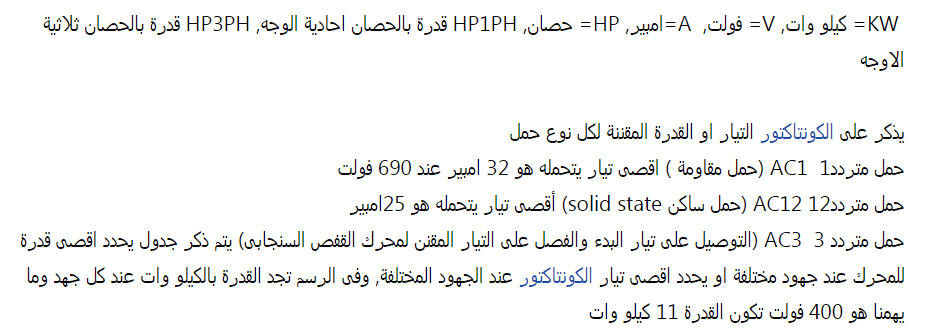 KW= كيلو وات, V= فولت, A=امبير, HP= حصان, HP1PH قدرة بالحصان احادية الوجه, HP3PH قدرة بالحصان ثلاثية
الاوجه
يذكر على الكونتاكتور التيار او القدرة المقننة لكل نوع حمل
حمل متردد1 AC1 (حمل مقاومة ) اقصى تيار يتحمله هو 32 امبير عند 690 فولت
حمل متردد12 AC12 (حمل ساكن solid state) أقصى تيار يتحمله هو 25امبير
حمل متردد 3 AC3 (التوصيل على تيار البدء والفصل على التيار المقنن لمحرك القفص السنجابى) يتم ذكر جدول يحدد اقصى قدرة
للمحرك عند جهود مختلفة او يحدد اقصى تيار الكونتاكتور عند الجهود المختلفة, وفى الرسم تجد القدرة بالكيلو وات عند كل جهد وما
يهمنا هو 400 فولت تكون القدرة 11 كيلو وات